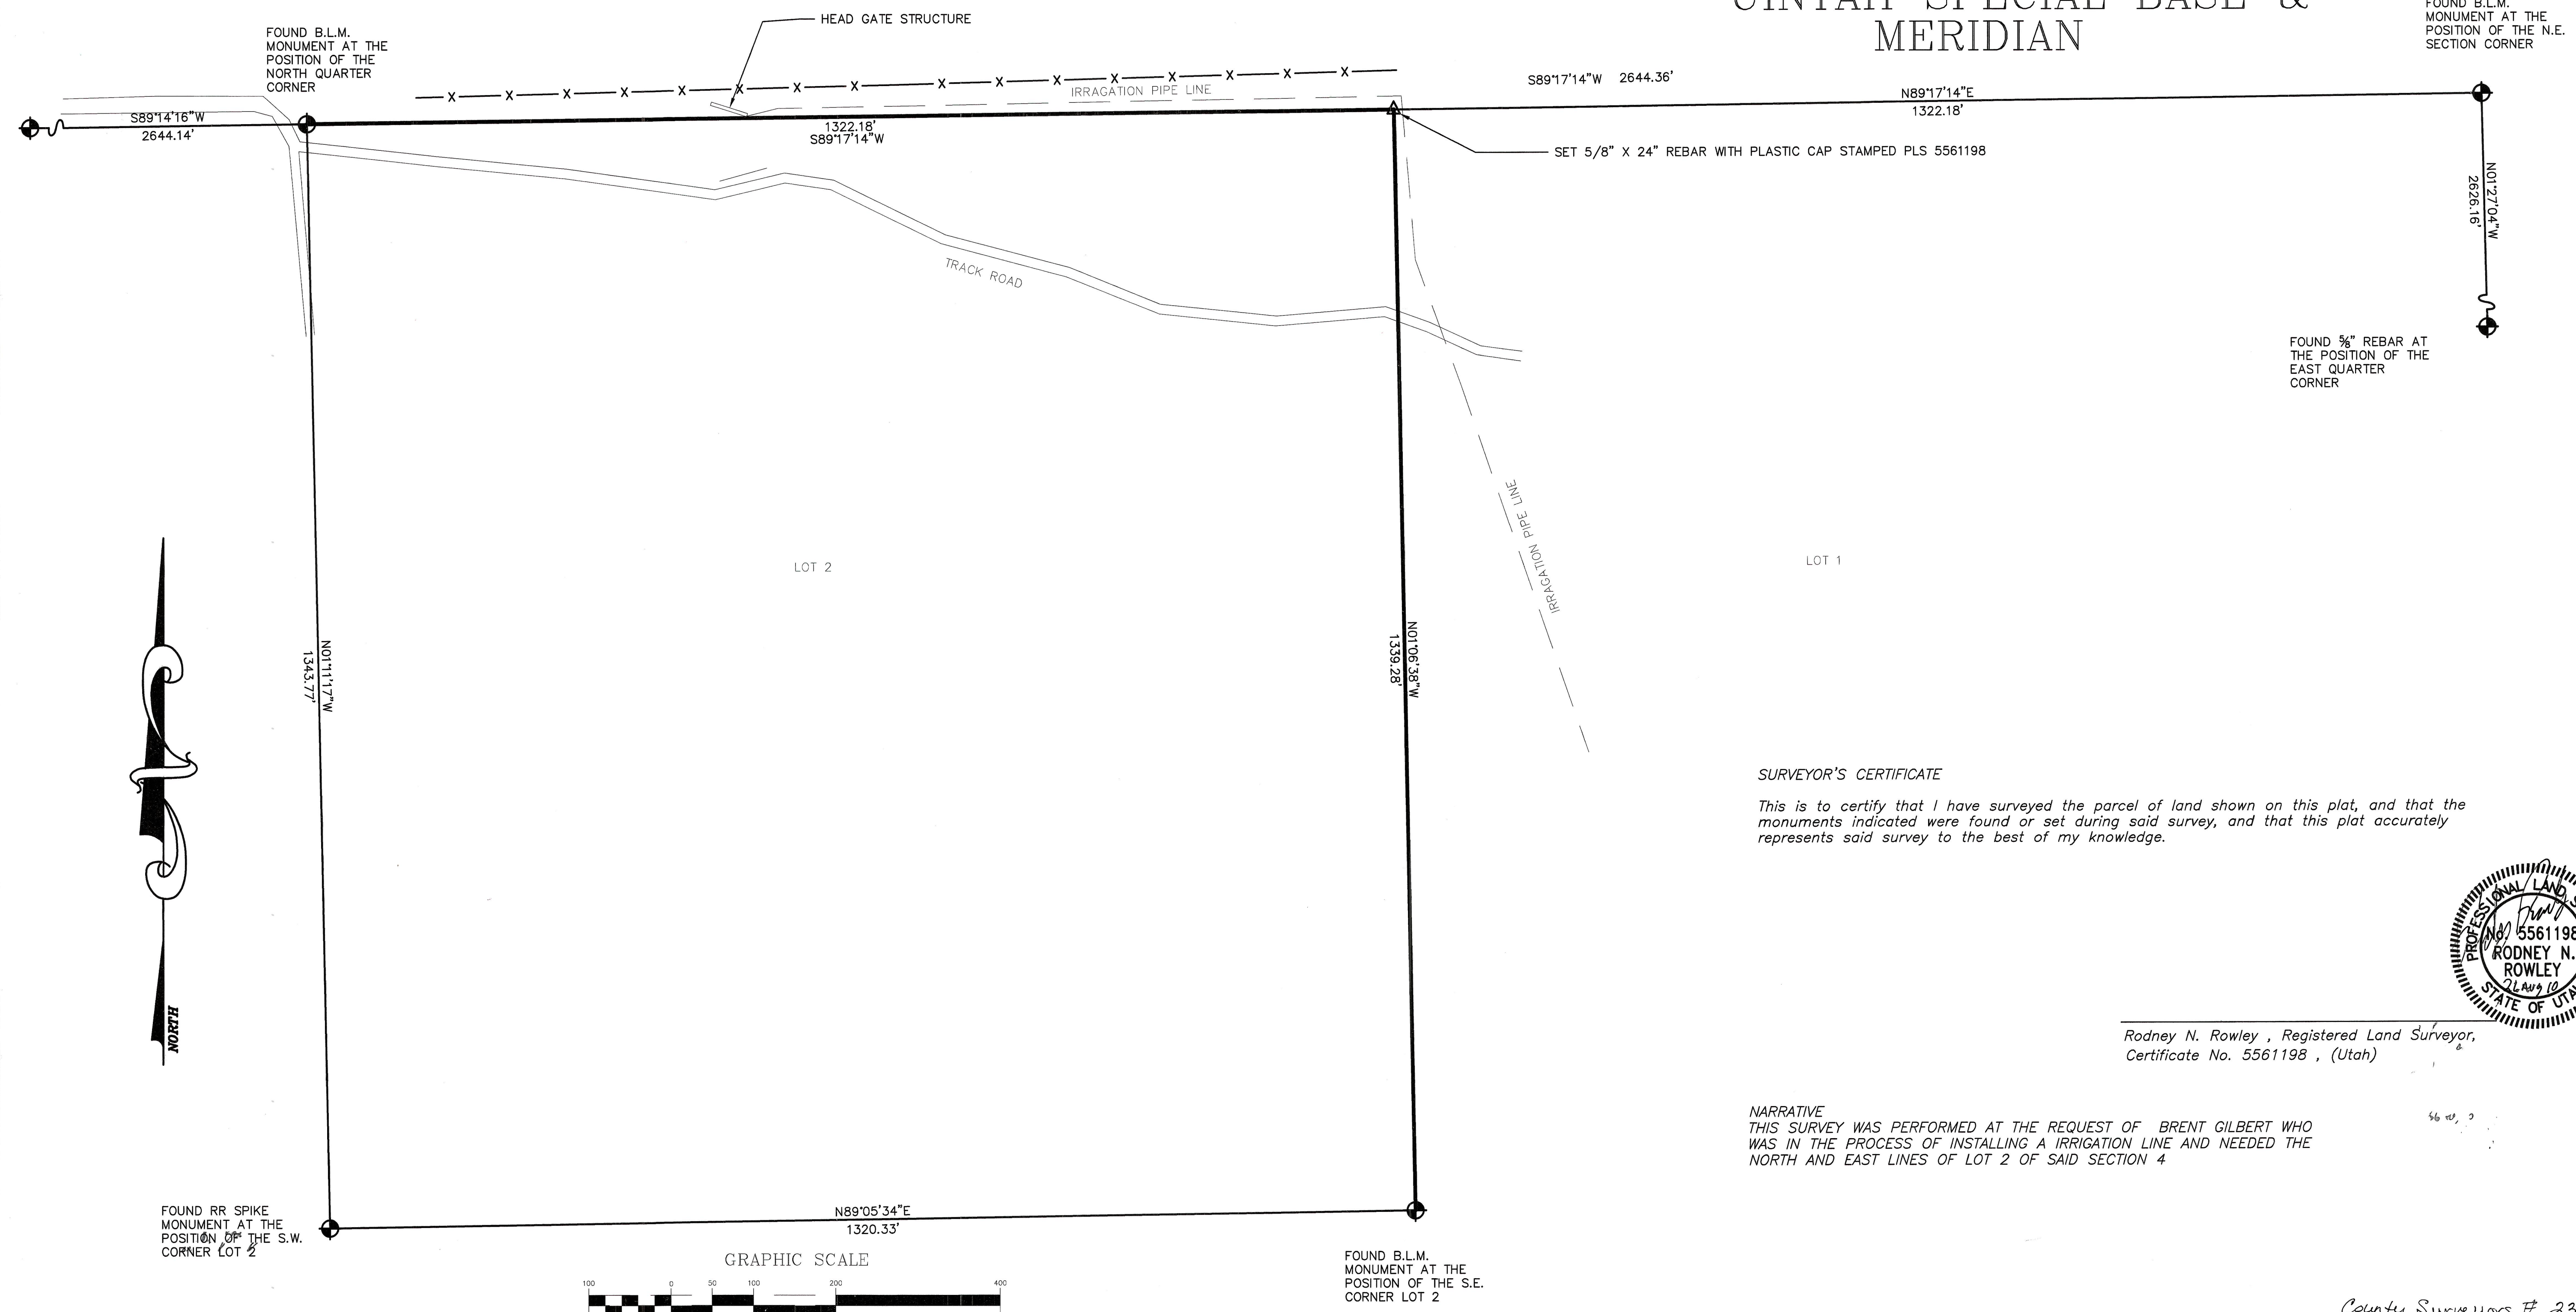 UINTAH SPECIAL BASE &
MERIDIAN
HEAD GATE STRUCTURE
FOUND B.L.M.
MONUMENT AT THE
POSITION OF THE
NORTH QUARTER
CORNER
FOUND B.L.M.
MONUMENT AT THE
POSITION OF THE N.E.
SECTION CORNER
S89°14'16"W
2644.14'
IRRAGATION PIPE LINE
1322.18'
S89°17'14"W
S89°17'14"W 2644.36'
N89°17'14"E
1322.18'
SET 5/8" X 24" REBAR WITH PLASTIC CAP STAMPED PLS 5561198
N01°27'04"W
2626.16'
TRACK ROAD
FOUND ⅝" REBAR AT
THE POSITION OF THE
EAST QUARTER
CORNER
IRRAGATION PIPE LINE
LOT 2
LOT 1
N01°11'17"W
1343.77'
N01°06'38"W
1339.28'
NORTH
SURVEYOR'S CERTIFICATE
This is to certify that I have surveyed the parcel of land shown on this plat, and that the
monuments indicated were found or set during said survey, and that this plat accurately
represents said survey to the best of my knowledge.
PROFESSIONAL LAND
No. 5561198
RODNEY N.
ROWLEY
26 Aug 10
STATE OF UTA
Rodney N. Rowley , Registered Land Surveyor,
Certificate No. 5561198 , (Utah)
NARRATIVE
THIS SURVEY WAS PERFORMED AT THE REQUEST OF BRENT GILBERT WHO
WAS IN THE PROCESS OF INSTALLING A IRRIGATION LINE AND NEEDED THE
NORTH AND EAST LINES OF LOT 2 OF SAID SECTION 4
FOUND RR SPIKE
MONUMENT AT THE
POSITION OF THE S.W.
CORNER LOT 2
N89°05'34"E
1320.33'
GRAPHIC SCALE
100 0 50 100 200 400
FOUND B.L.M.
MONUMENT AT THE
POSITION OF THE S.E.
CORNER LOT 2
County Surveyors #